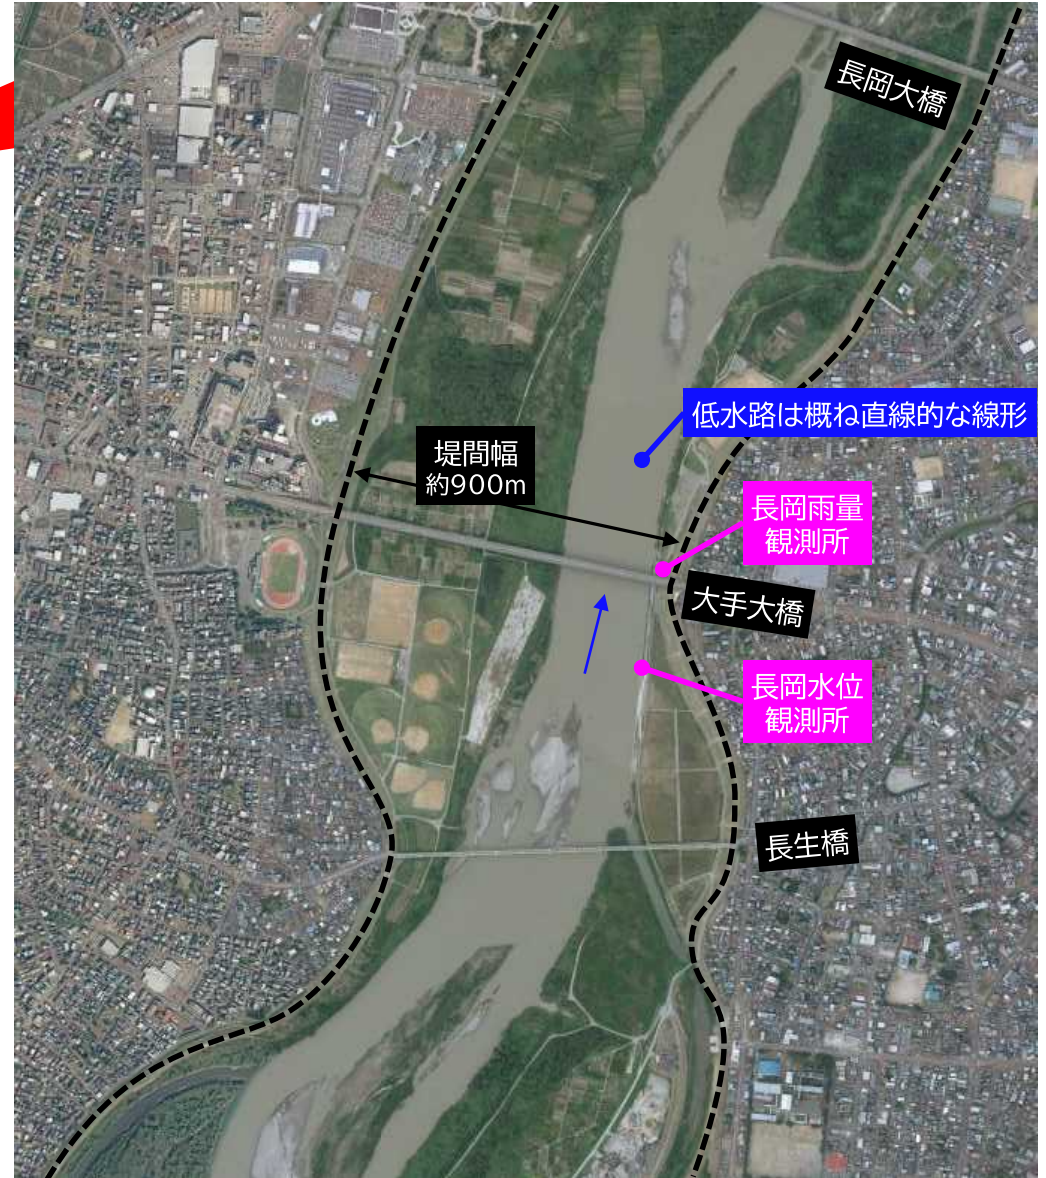 長岡大橋
低水路は概ね直線的な線形
堤間幅
約900m
長岡雨量
観測所
大手大橋
長岡水位
観測所
長生橋